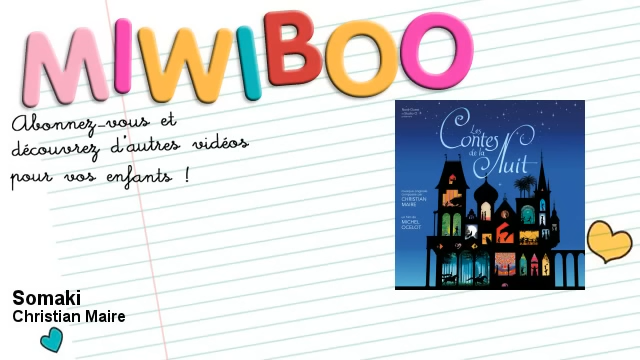 MIWIBOO
Abonnez-vous et
découvrez d'autres vidéos
pour vos enfants !
Les
Contes
de la
Nuit
CHRISTIAN
MAIRE
MICHEL
OCELOT
Somaki
Christian Maire